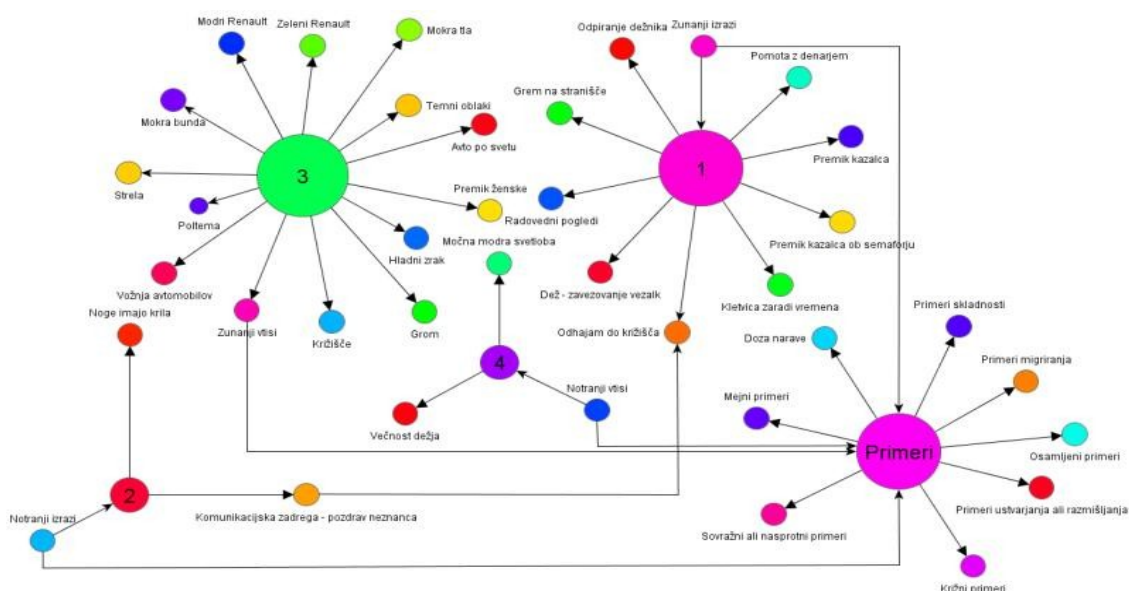 Modri Renault
Zeleni Renault
Mokra tla
Mokra bunda
Temni oblaki
Avto po svetu
3
Strela
Poltema
Premik ženske
Hladni zrak
Vožnja avtomobilov
Zunanji vtisi
Križišče
Grom
Odpiranje dežnika
Zunanji izrazi
Pomota z denarjem
Grem na stranišče
1
Premik kazalca
Radovedni pogledi
Premik kazalca ob semaforju
Dež - zavezovanje vezalk
Kletvica zaradi vremena
Odhajam do križišča
Močna modra svetloba
4
Notranji vtisi
Večnost dežja
Noge imajo krila
2
Notranji izrazi
Komunikacijska zadrega - pozdrav neznanca
Primeri skladnosti
Doza narave
Primeri migriranja
Mejni primeri
Primeri
Osamljeni primeri
Primeri ustvarjanja ali razmišljanja
Sovražni ali nasprotni primeri
Križni primeri